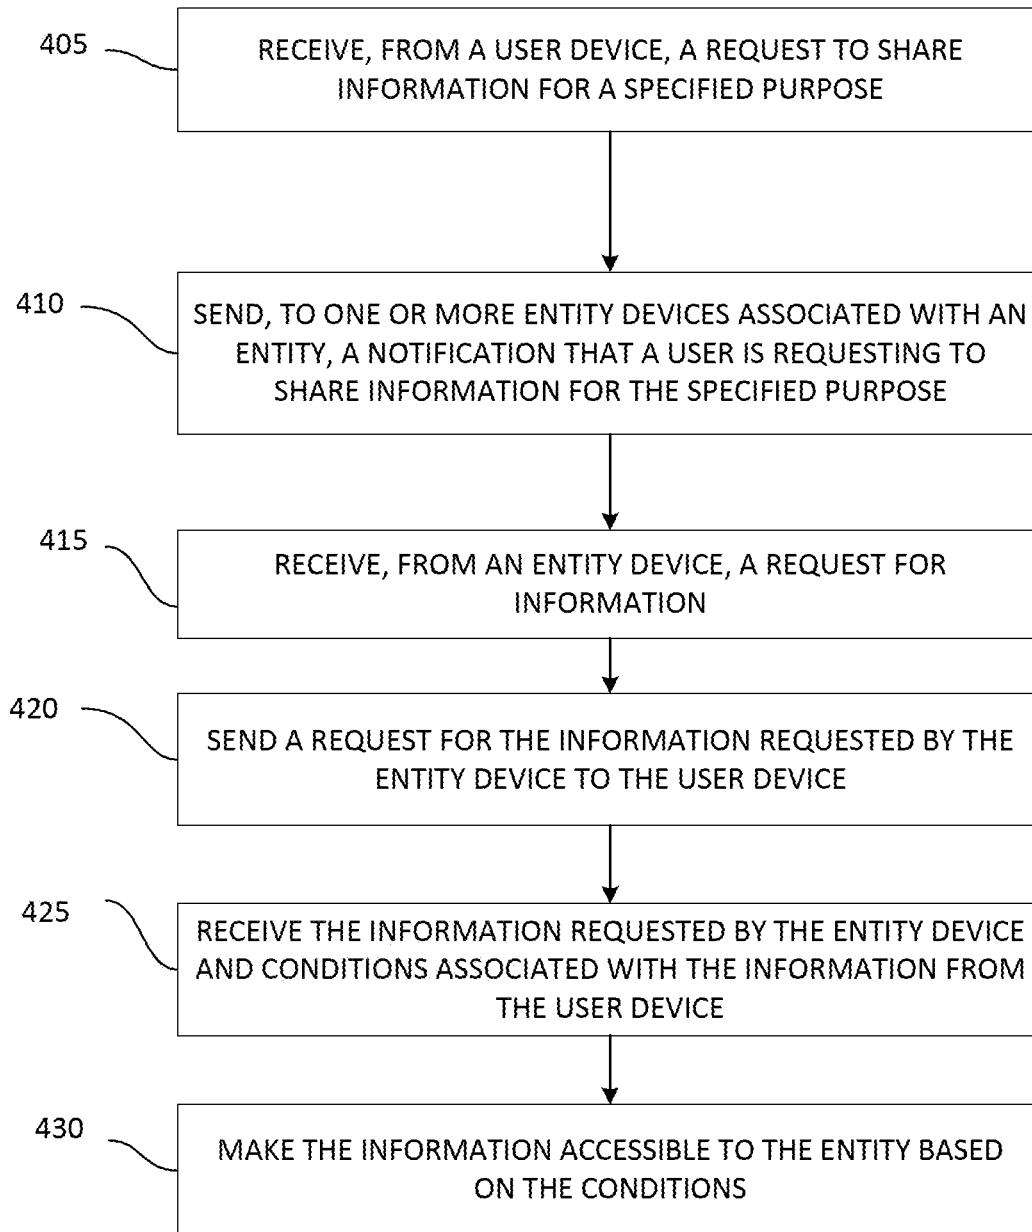 405
RECEIVE, FROM A USER DEVICE, A REQUEST TO SHARE
INFORMATION FOR A SPECIFIED PURPOSE
410
SEND, TO ONE OR MORE ENTITY DEVICES ASSOCIATED WITH AN
ENTITY, A NOTIFICATION THAT A USER IS REQUESTING TO
SHARE INFORMATION FOR THE SPECIFIED PURPOSE
415
RECEIVE, FROM AN ENTITY DEVICE, A REQUEST FOR
INFORMATION
420
SEND A REQUEST FOR THE INFORMATION REQUESTED BY THE
ENTITY DEVICE TO THE USER DEVICE
425
RECEIVE THE INFORMATION REQUESTED BY THE ENTITY DEVICE
AND CONDITIONS ASSOCIATED WITH THE INFORMATION FROM
THE USER DEVICE
430
MAKE THE INFORMATION ACCESSIBLE TO THE ENTITY BASED
ON THE CONDITIONS